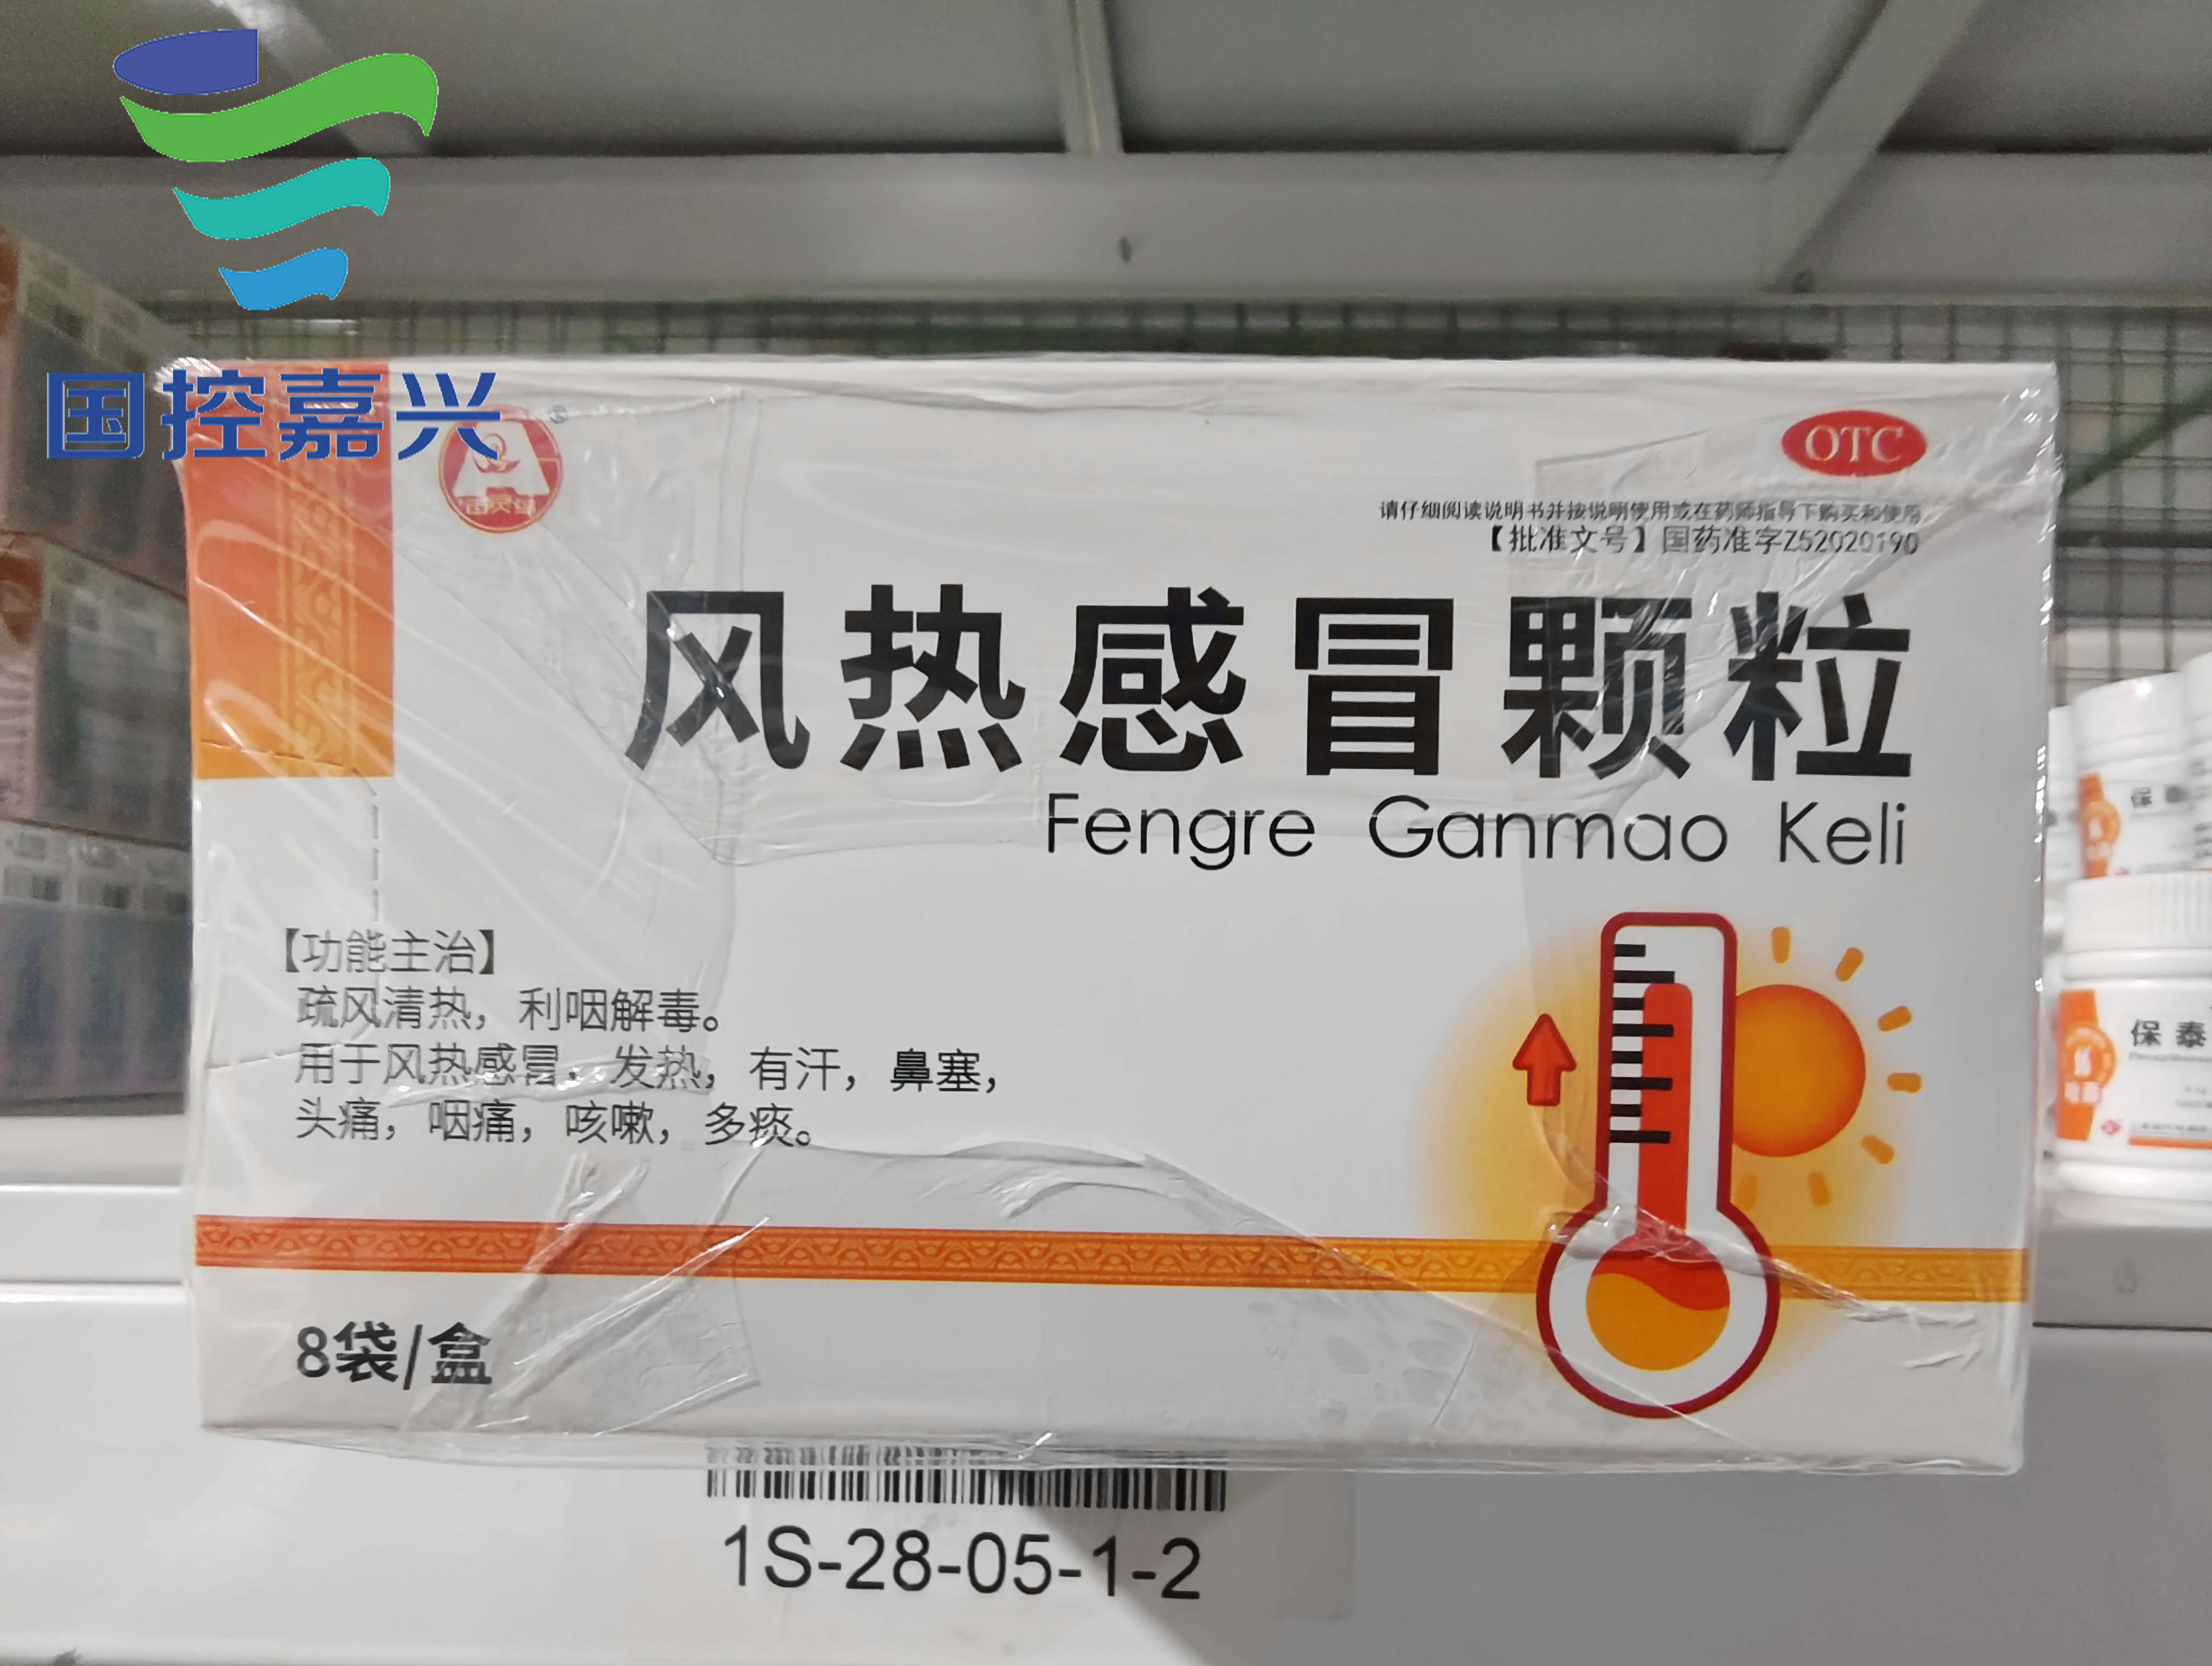 国控嘉兴
OTC
请仔细阅读说明书并按说明使用或在药师指导下购买和使用
【批准文号】国药准字Z52020190
风热感冒颗粒
Fengre Ganmao Keli
【功能主治】
疏风清热，利咽解毒。
用于风热感冒，发热，有汗，鼻塞，
头痛，咽痛，咳嗽，多痰。
8袋/盒
1S-28-05-1-2
保
保泰